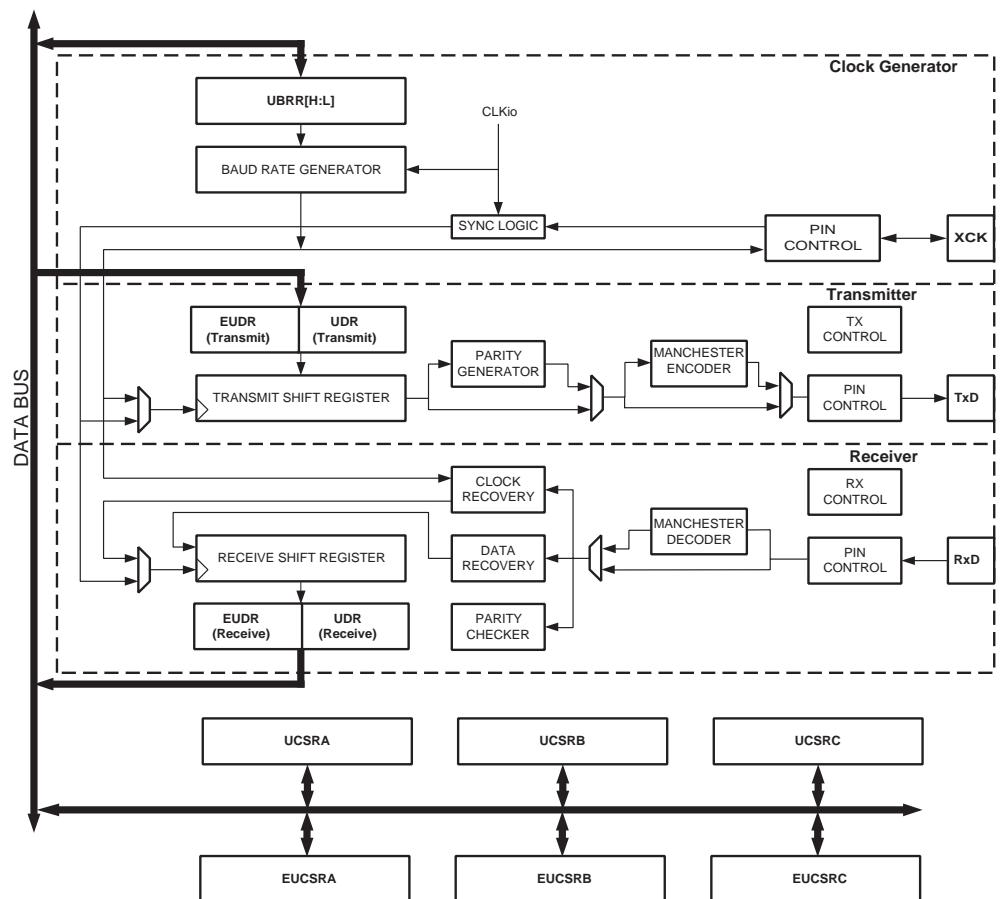 Clock Generator
UBRR[H:L]
CLKio
BAUD RATE GENERATOR
SYNC LOGIC
PIN
CONTROL
XCK
DATA BUS
Transmitter
EUDR
(Transmit)
UDR
(Transmit)
TX
CONTROL
PARITY
GENERATOR
MANCHESTER
ENCODER
TRANSMIT SHIFT REGISTER
PIN
CONTROL
TxD
Receiver
CLOCK
RECOVERY
RX
CONTROL
MANCHESTER
DECODER
RECEIVE SHIFT REGISTER
DATA
RECOVERY
PIN
CONTROL
RxD
EUDR
(Receive)
UDR
(Receive)
PARITY
CHECKER
UCSRA
UCSRB
UCSRC
EUCSRA
EUCSRB
EUCSRC